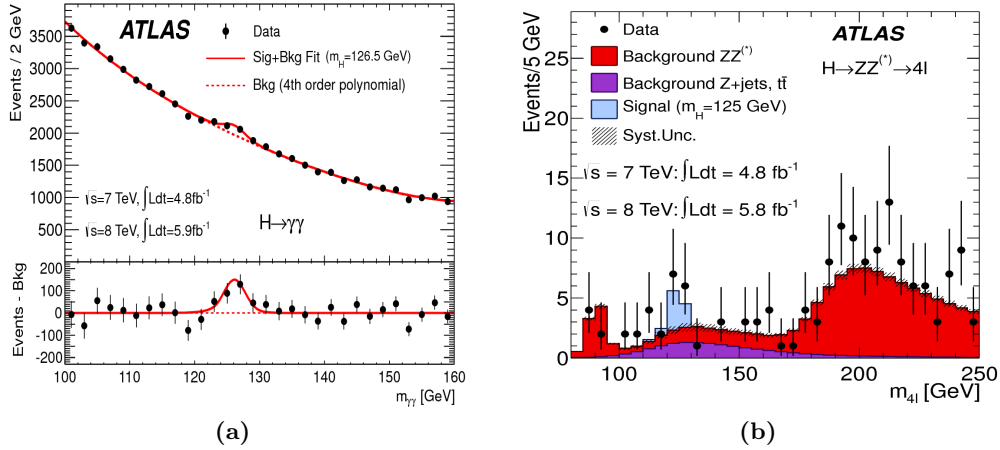 Events / 2 GeV
3500
3000
2500
2000
1500
1000
500
ATLAS
Data
Sig+Bkg Fit (mH=126.5 GeV)
Bkg (4th order polynomial)
√s=7 TeV, ∫Ldt=4.8fb-1
√s=8 TeV, ∫Ldt=5.9fb-1
H→γγ
Events - Bkg
200
100
0
-100
-200
100 110 120 130 140 150 160
mγγ [GeV]
(a)
Events/5 GeV
25
20
15
10
5
0
Data
Background ZZ(*)
Background Z+jets, tt̄
Signal (mH=125 GeV)
Syst.Unc.
√s = 7 TeV:∫Ldt = 4.8 fb-1
√s = 8 TeV:∫Ldt = 5.8 fb-1
ATLAS
H→ZZ(*)→4l
100 150 200 250
m4l [GeV]
(b)